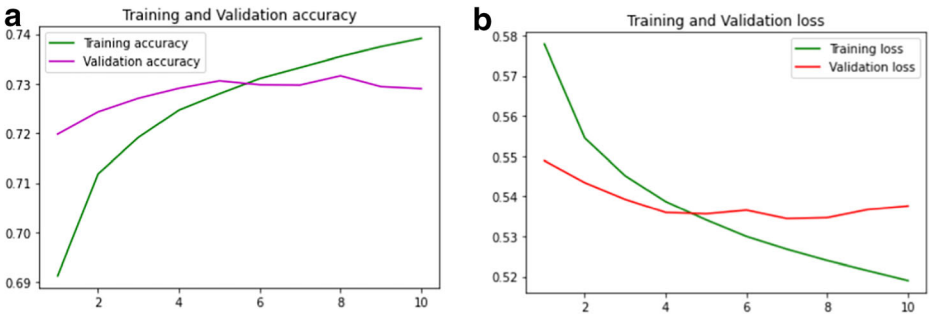 a
Training and Validation accuracy
Training accuracy
Validation accuracy
0.74
0.73
0.72
0.71
0.70
0.69
2 4 6 8 10
b
Training and Validation loss
Training loss
Validation loss
0.58
0.57
0.56
0.55
0.54
0.53
0.52
2 4 6 8 10